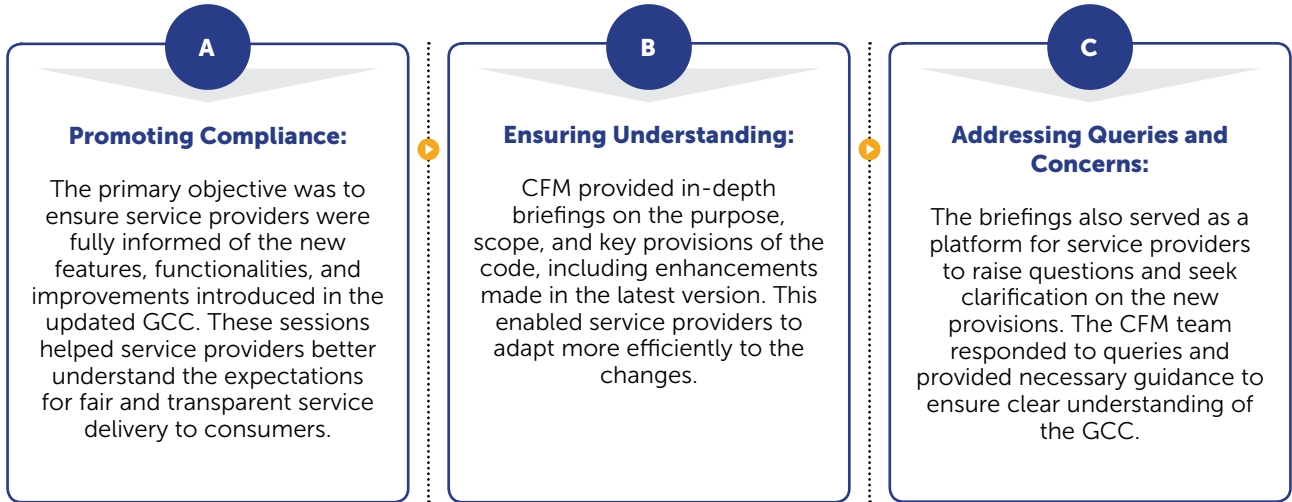 A
Promoting Compliance:
The primary objective was to
ensure service providers were
fully informed of the new
features, functionalities, and
improvements introduced in the
updated GCC. These sessions
helped service providers better
understand the expectations
for fair and transparent service
delivery to consumers.
B
Ensuring Understanding:
CFM provided in-depth
briefings on the purpose,
scope, and key provisions of the
code, including enhancements
made in the latest version. This
enabled service providers to
adapt more efficiently to the
changes.
C
Addressing Queries and
Concerns:
The briefings also served as a
platform for service providers
to raise questions and seek
clarification on the new
provisions. The CFM team
responded to queries and
provided necessary guidance to
ensure clear understanding of
the GCC.